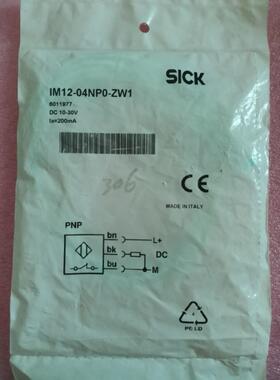 SICK
IM12-04NP0-ZW1
6011977
DC 10-30V
Ia=200mA
306
CE
MADE IN ITALY
PNP
bn
L+
bk
DC
bu
M
PE-LD